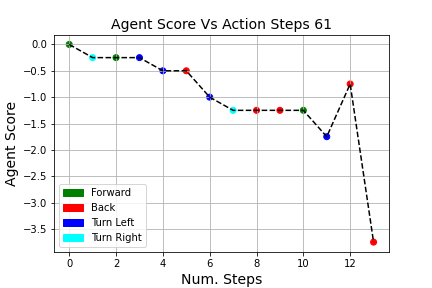 Agent Score Vs Action Steps 61
0.0
−0.5
−1.0
−1.5
−2.0
−2.5
−3.0
−3.5
Agent Score
Forward
Back
Turn Left
Turn Right
0 2 4 6 8 10 12
Num. Steps